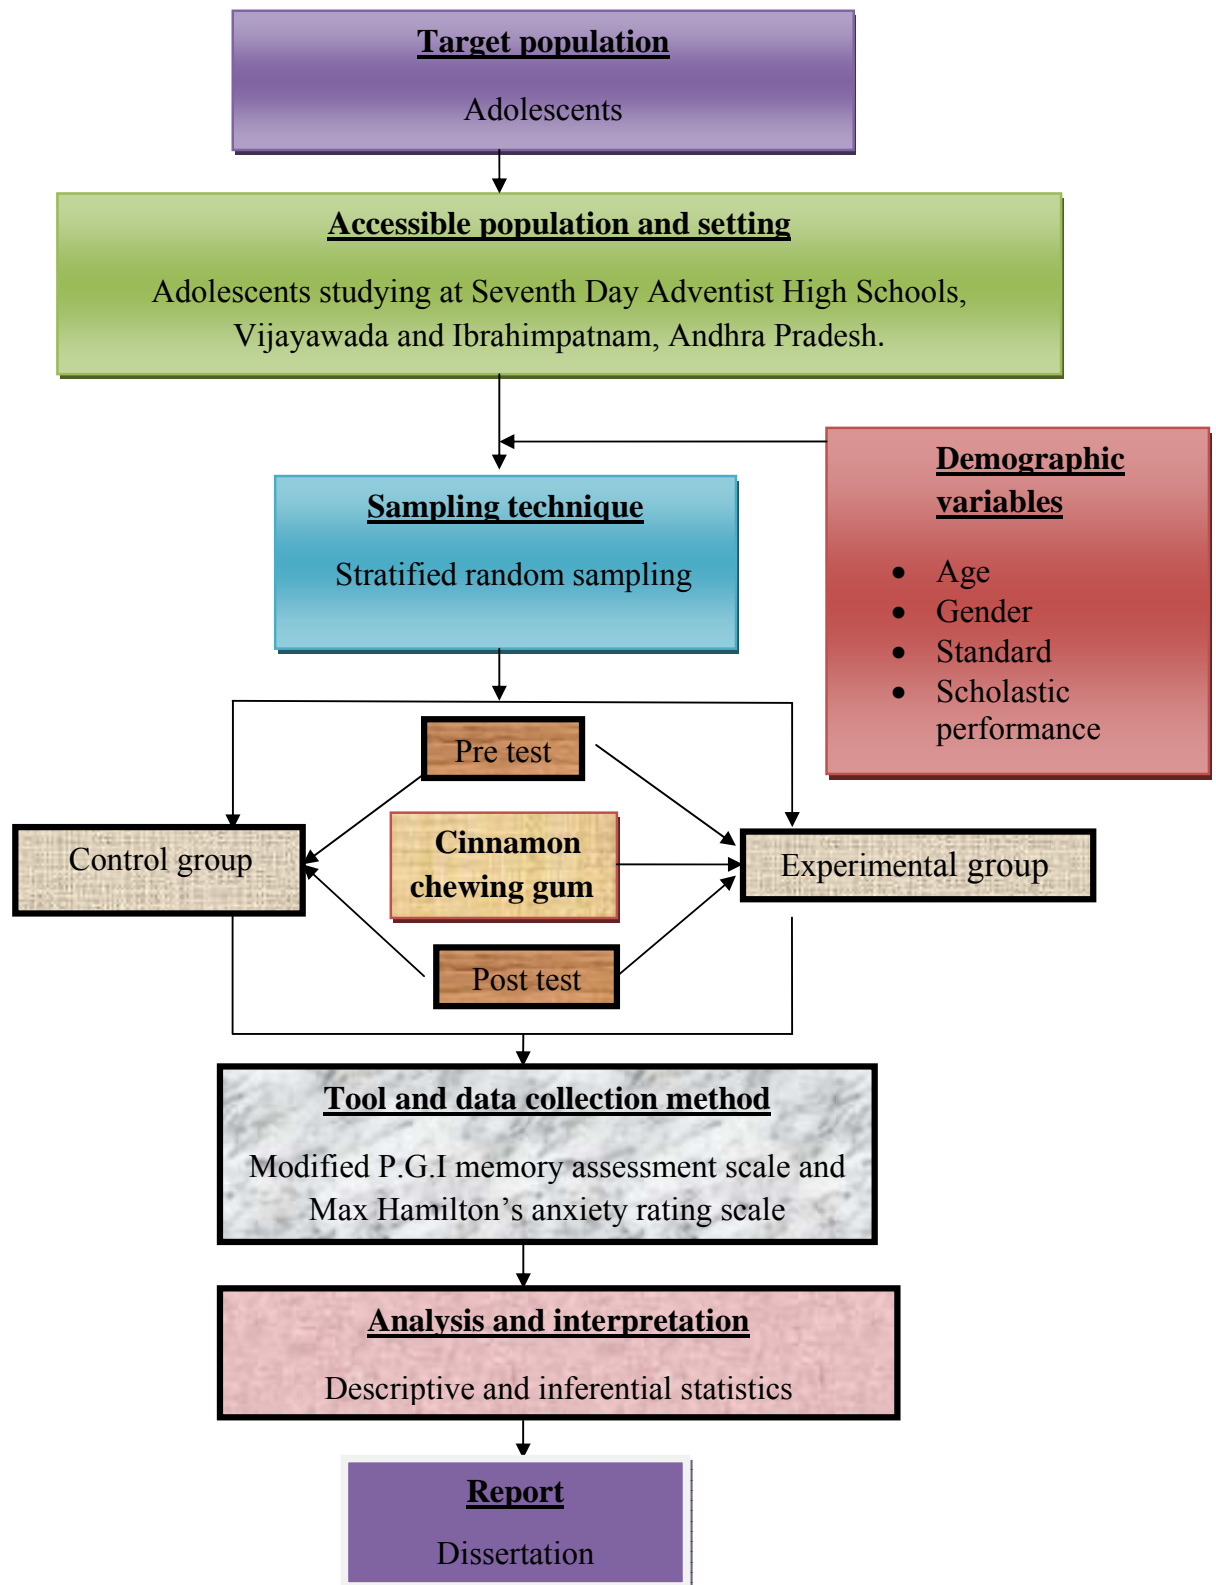 Target population
Adolescents
Accessible population and setting
Adolescents studying at Seventh Day Adventist High Schools,
Vijayawada and Ibrahimpatnam, Andhra Pradesh.
Demographic
variables
• Age
• Gender
• Standard
• Scholastic
performance
Sampling technique
Stratified random sampling
Pre test
Control group
Cinnamon
chewing gum
Experimental group
Post test
Tool and data collection method
Modified P.G.I memory assessment scale and
Max Hamilton’s anxiety rating scale
Analysis and interpretation
Descriptive and inferential statistics
Report
Dissertation